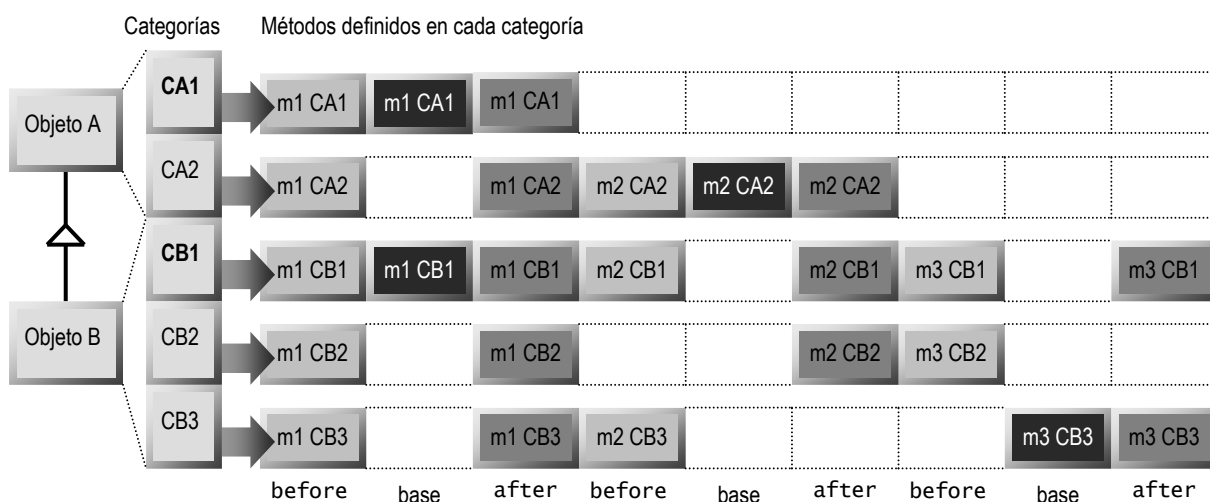 Categorías Métodos definidos en cada categoría
Objeto A
CA1 m1 CA1 m1 CA1 m1 CA1
CA2 m1 CA2 m1 CA2 m2 CA2 m2 CA2 m2 CA2
Objeto B
CB1 m1 CB1 m1 CB1 m1 CB1 m2 CB1 m2 CB1 m3 CB1 m3 CB1
CB2 m1 CB2 m1 CB2 m2 CB2 m3 CB2
CB3 m1 CB3 m1 CB3 m2 CB3 m3 CB3 m3 CB3
before base after before base after before base after